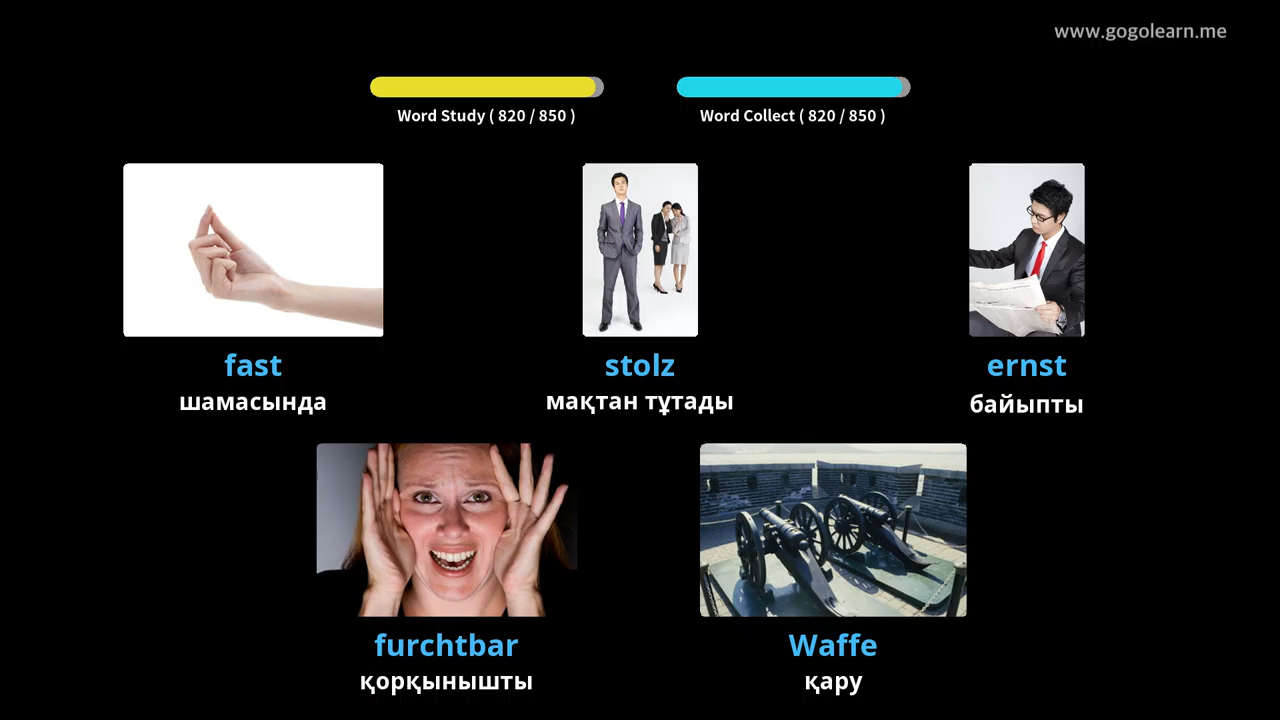 www.gogolearn.me
Word Study ( 820 / 850 )
Word Collect ( 820 / 850 )
fast
шамасында
stolz
мақтан тұтады
ernst
байыпты
furchtbar
қорқынышты
Waffe
қару